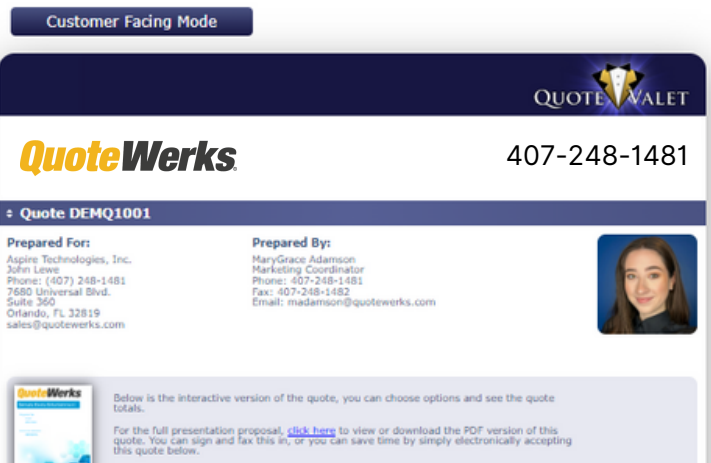 Customer Facing Mode
QUOTE VALET
QuoteWerks
407-248-1481
Quote DEMQ1001
Prepared For:
Aspire Technologies, Inc.
John Lewe
Phone: (407) 248-1481
7680 Universal Blvd.
Suite 360
Orlando, FL 32819
sales@quotewerks.com
Prepared By:
MaryGrace Adamson
Marketing Coordinator
Phone: 407-248-1481
Fax: 407-248-1482
Email: madamson@quotewerks.com
QuoteWerks
Below is the interactive version of the quote, you can choose options and see the quote
totals.
For the full presentation proposal, click here to view or download the PDF version of this
quote. You can sign and fax this in, or you can save time by simply electronically accepting
this quote below.